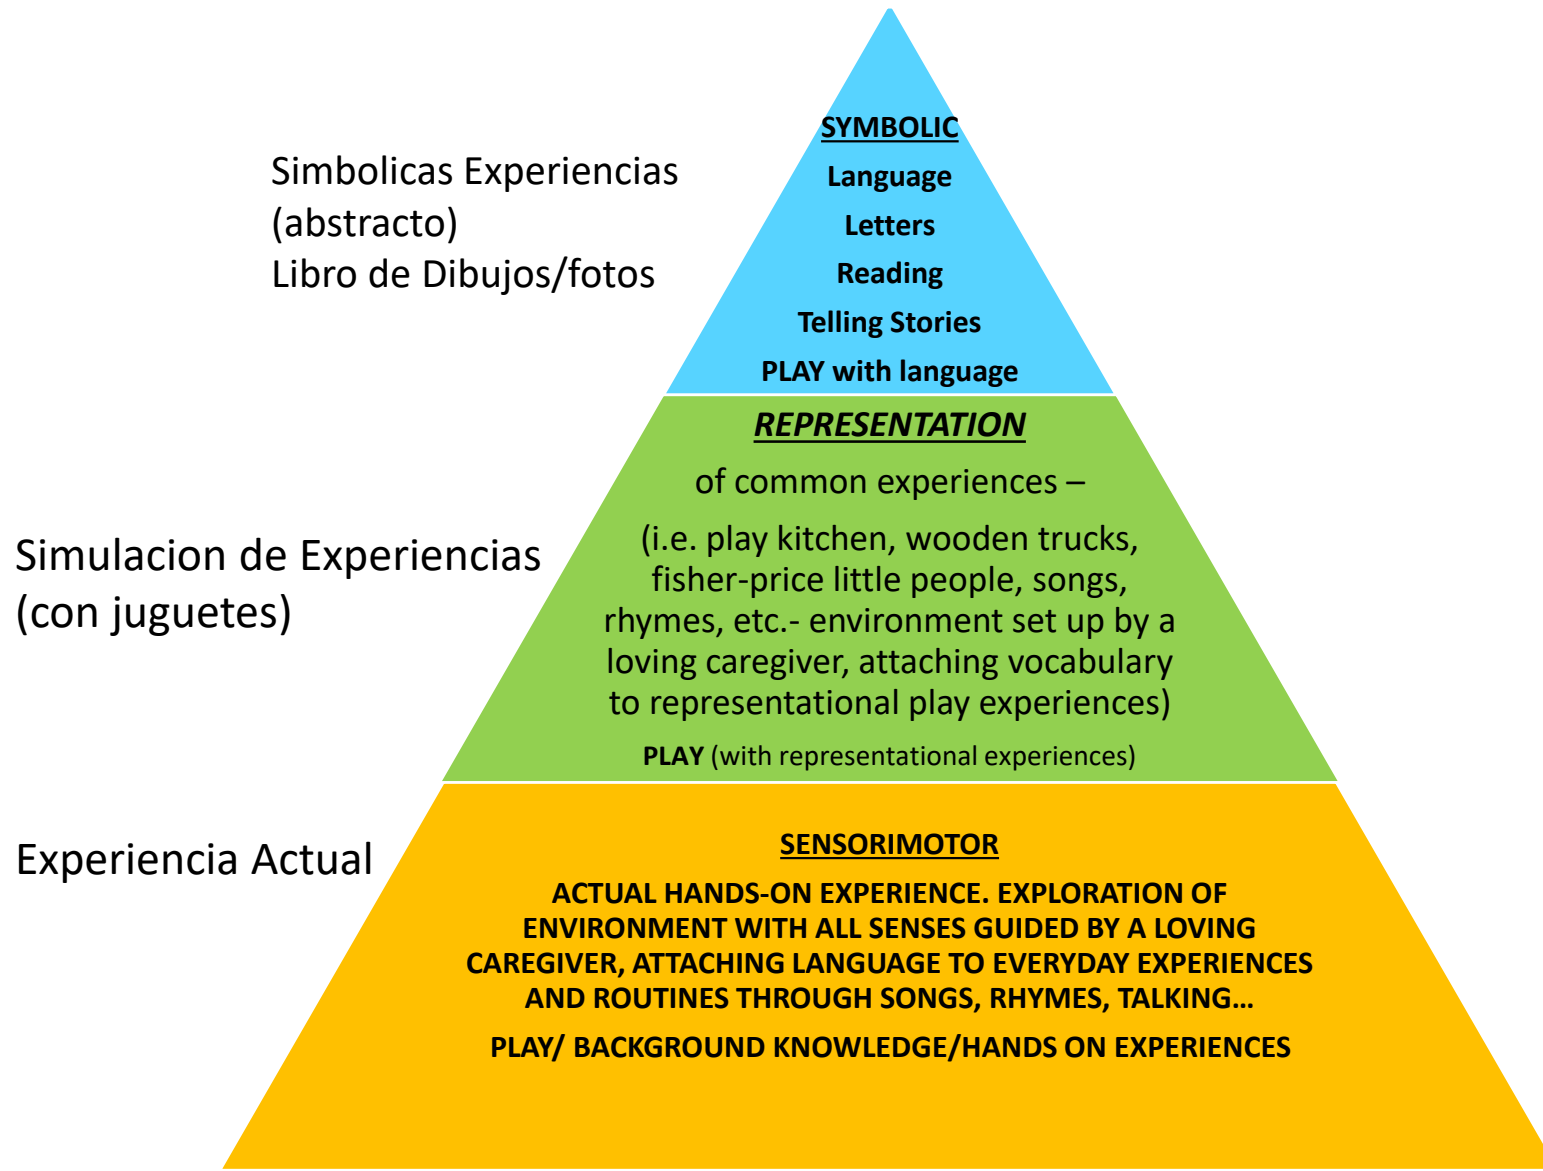 SYMBOLIC
Language
Letters
Reading
Telling Stories
PLAY with language
Simbolicas Experiencias
(abstracto)
Libro de Dibujos/fotos
REPRESENTATION
of common experiences –
(i.e. play kitchen, wooden trucks,
fisher-price little people, songs,
rhymes, etc.- environment set up by a
loving caregiver, attaching vocabulary
to representational play experiences)
PLAY (with representational experiences)
Simulacion de Experiencias
(con juguetes)
SENSORIMOTOR
ACTUAL HANDS-ON EXPERIENCE. EXPLORATION OF
ENVIRONMENT WITH ALL SENSES GUIDED BY A LOVING
CAREGIVER, ATTACHING LANGUAGE TO EVERYDAY EXPERIENCES
AND ROUTINES THROUGH SONGS, RHYMES, TALKING…
PLAY/ BACKGROUND KNOWLEDGE/HANDS ON EXPERIENCES
Experiencia Actual